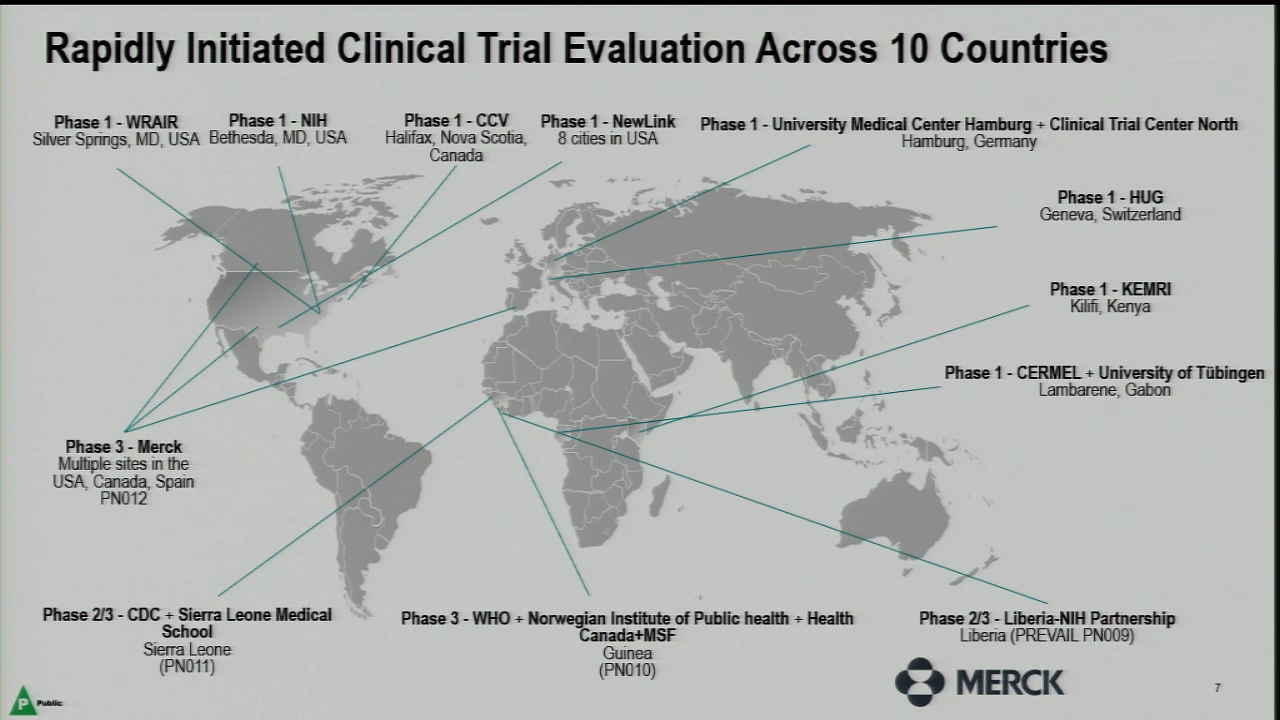 Rapidly Initiated Clinical Trial Evaluation Across 10 Countries
Phase 1 - WRAIR
Silver Springs, MD, USA
Phase 1 - NIH
Bethesda, MD, USA
Phase 1 - CCV
Halifax, Nova Scotia,
Canada
Phase 1 - NewLink
8 cities in USA
Phase 1 - University Medical Center Hamburg + Clinical Trial Center North
Hamburg, Germany
Phase 1 - HUG
Geneva, Switzerland
Phase 1 - KEMRI
Kilifi, Kenya
Phase 1 - CERMEL + University of Tübingen
Lambarene, Gabon
Phase 3 - Merck
Multiple sites in the
USA, Canada, Spain
PN012
Phase 2/3 - CDC + Sierra Leone Medical
School
Sierra Leone
(PN011)
Phase 3 - WHO + Norwegian Institute of Public health + Health
Canada+MSF
Guinea
(PN010)
Phase 2/3 - Liberia-NIH Partnership
Liberia (PREVAIL PN009)
MERCK
7
P Public